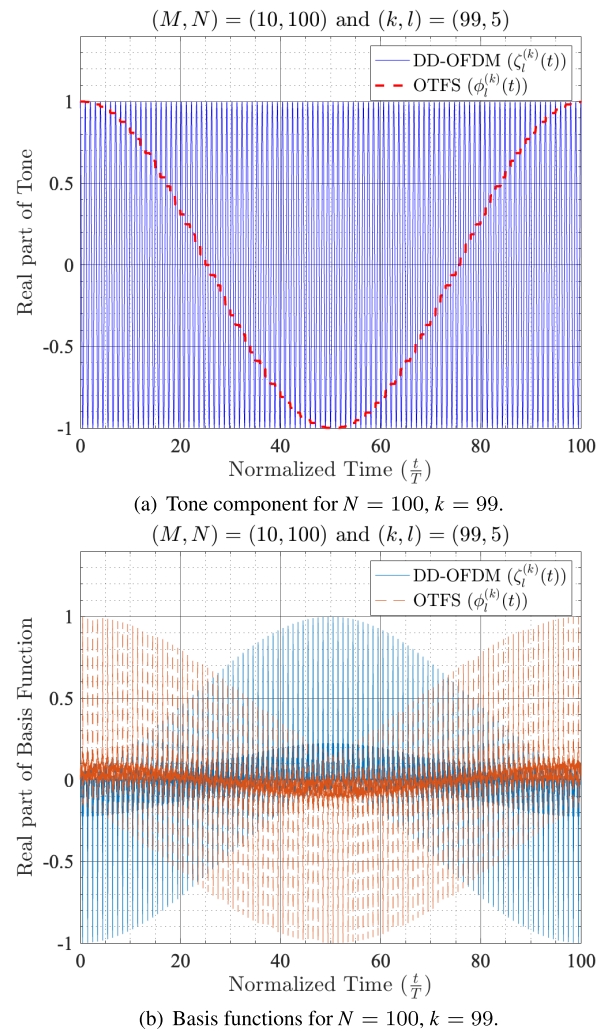 (M, N) = (10, 100) and (k, l) = (99, 5)
DD-OFDM (ζ_l^{(k)}(t))
OTFS (ϕ_l^{(k)}(t))
Real part of Tone
1
0.5
0
-0.5
-1
0 20 40 60 80 100
Normalized Time (t/T)
(a) Tone component for N = 100, k = 99.
(M, N) = (10, 100) and (k, l) = (99, 5)
DD-OFDM (ζ_l^{(k)}(t))
OTFS (ϕ_l^{(k)}(t))
Real part of Basis Function
1
0.5
0
-0.5
-1
0 20 40 60 80 100
Normalized Time (t/T)
(b) Basis functions for N = 100, k = 99.